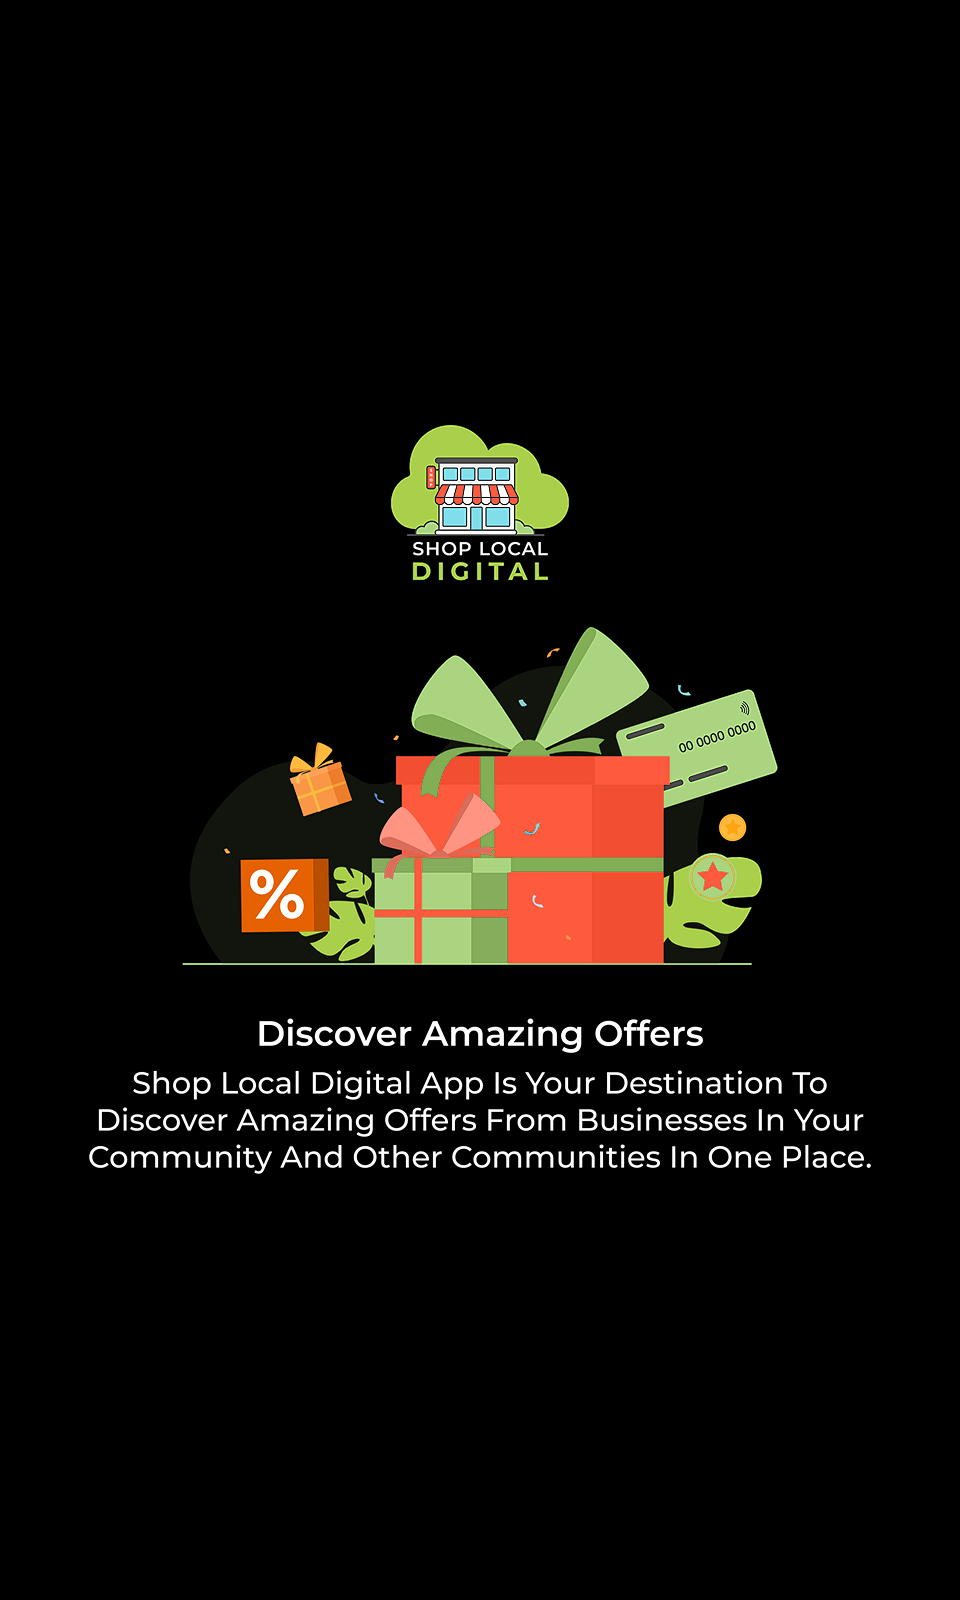 SHOP
SHOP LOCAL
DIGITAL
00 0000 0000
%
Discover Amazing Offers
Shop Local Digital App Is Your Destination To
Discover Amazing Offers From Businesses In Your
Community And Other Communities In One Place.